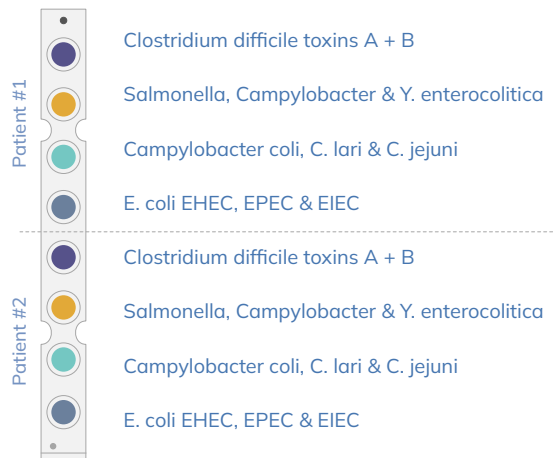 Patient #1
Clostridium difficile toxins A + B
Salmonella, Campylobacter & Y. enterocolitica
Campylobacter coli, C. lari & C. jejuni
E. coli EHEC, EPEC & EIEC
Patient #2
Clostridium difficile toxins A + B
Salmonella, Campylobacter & Y. enterocolitica
Campylobacter coli, C. lari & C. jejuni
E. coli EHEC, EPEC & EIEC